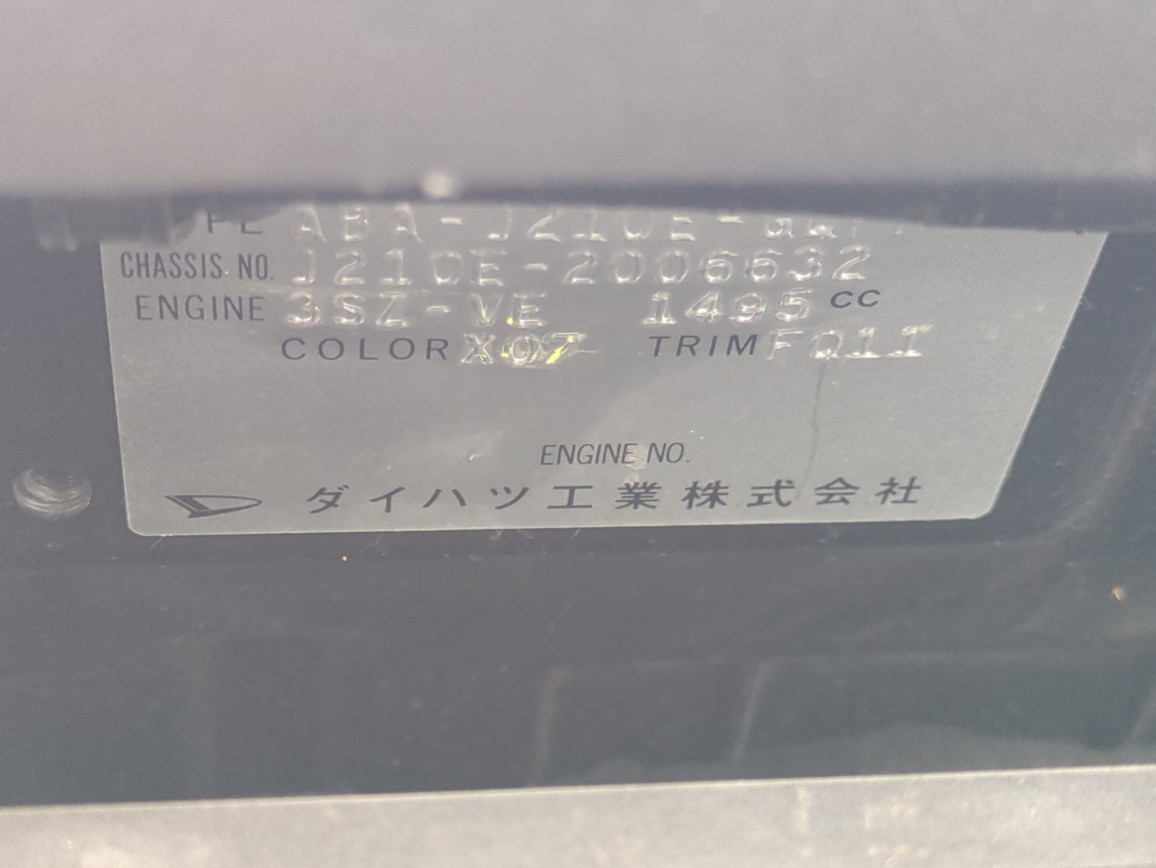 ABA-J210E-
CHASSIS NO. J210E-2006632
ENGINE 3SZ-VE 1495 CC
COLOR X07 TRIM FQ11
ENGINE NO.
ダイハツ工業株式会社